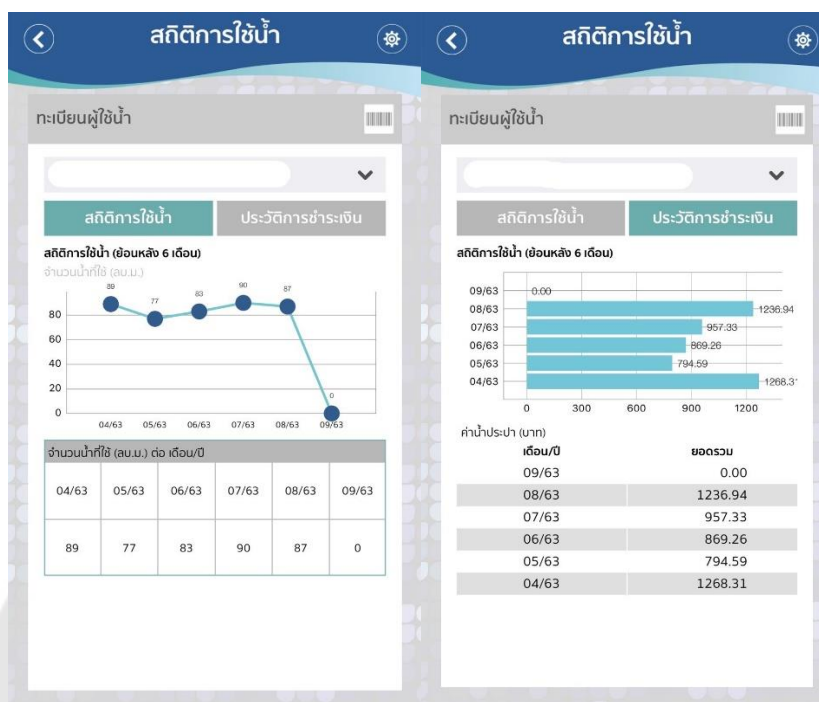 สถิติการใช้น้ำ
ทะเบียนผู้ใช้น้ำ
สถิติการใช้น้ำ ประวัติการชำระเงิน
สถิติการใช้น้ำ (ย้อนหลัง 6 เดือน)
จำนวนน้ำที่ใช้ (ลบ.ม.)
89 77 83 90 87 0
80
60
40
20
0
04/63 05/63 06/63 07/63 08/63 09/63
จำนวนน้ำที่ใช้ (ลบ.ม.) ต่อ เดือน/ปี
04/63 05/63 06/63 07/63 08/63 09/63
89 77 83 90 87 0
สถิติการใช้น้ำ
ทะเบียนผู้ใช้น้ำ
สถิติการใช้น้ำ ประวัติการชำระเงิน
สถิติการใช้น้ำ (ย้อนหลัง 6 เดือน)
09/63 0.00
08/63 1236.94
07/63 957.33
06/63 869.26
05/63 794.59
04/63 1268.31
0 300 600 900 1200
ค่าน้ำประปา (บาท)
เดือน/ปี ยอดรวม
09/63 0.00
08/63 1236.94
07/63 957.33
06/63 869.26
05/63 794.59
04/63 1268.31